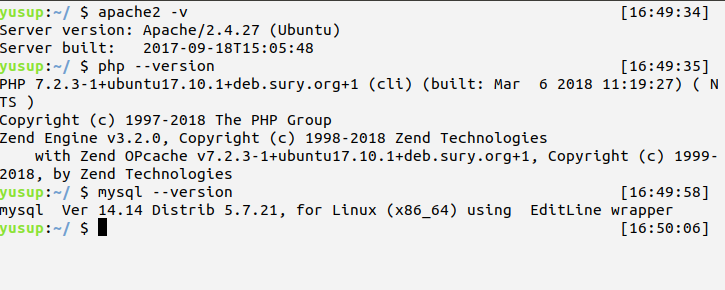 yusup:~/ $ apache2 -v [16:49:34]
Server version: Apache/2.4.27 (Ubuntu)
Server built:   2017-09-18T15:05:48
yusup:~/ $ php --version [16:49:35]
PHP 7.2.3-1+ubuntu17.10.1+deb.sury.org+1 (cli) (built: Mar  6 2018 11:19:27) ( N
TS )
Copyright (c) 1997-2018 The PHP Group
Zend Engine v3.2.0, Copyright (c) 1998-2018 Zend Technologies
    with Zend OPcache v7.2.3-1+ubuntu17.10.1+deb.sury.org+1, Copyright (c) 1999-
2018, by Zend Technologies
yusup:~/ $ mysql --version [16:49:58]
mysql  Ver 14.14 Distrib 5.7.21, for Linux (x86_64) using  EditLine wrapper
yusup:~/ $ [16:50:06]